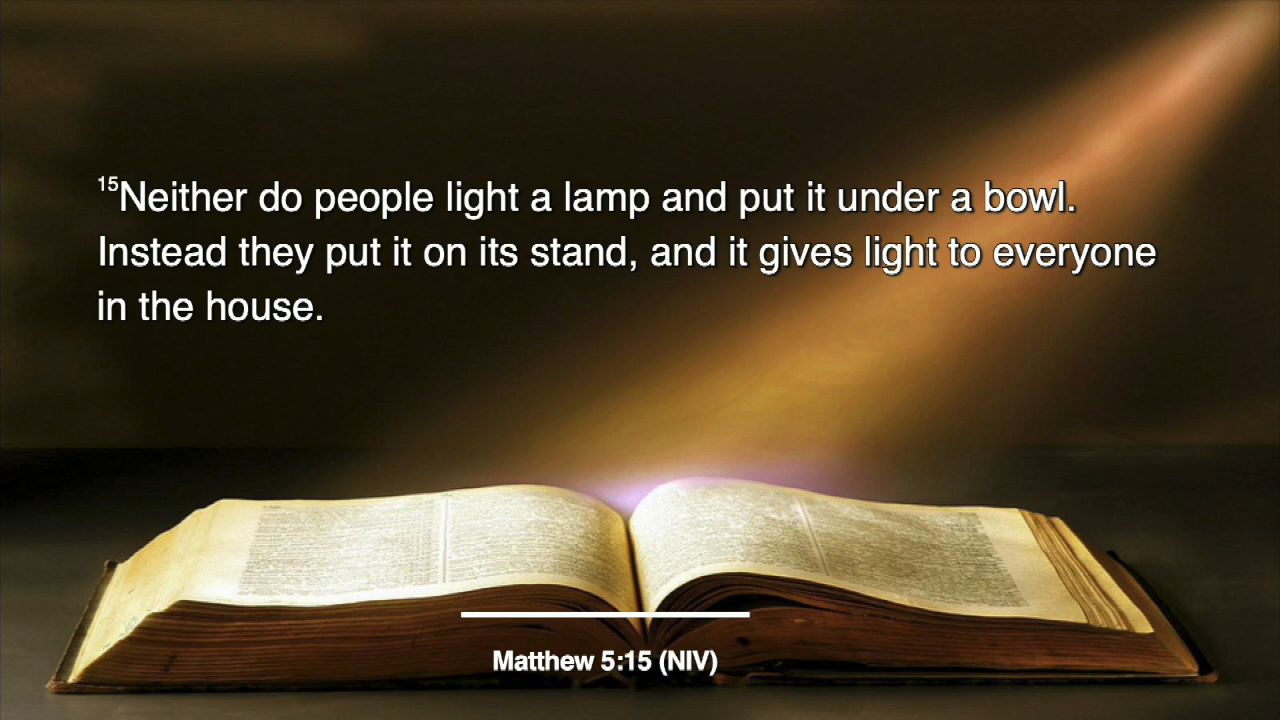 15Neither do people light a lamp and put it under a bowl.
Instead they put it on its stand, and it gives light to everyone
in the house.
Matthew 5:15 (NIV)